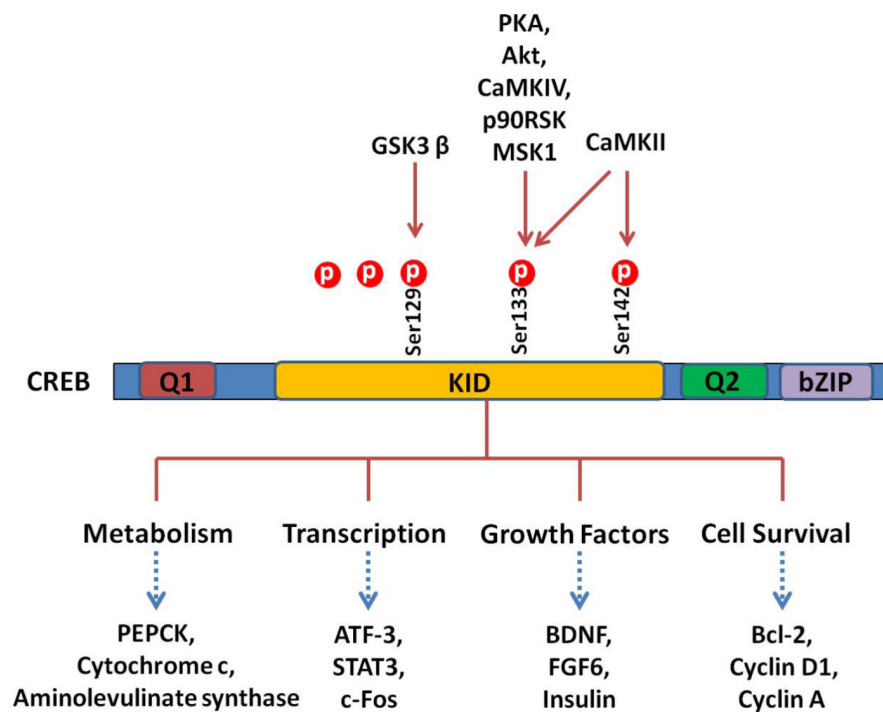 PKA,
Akt,
CaMKIV,
p90RSK
MSK1
GSK3 β
CaMKII
p p p p p
Ser129
Ser133
Ser142
CREB
Q1
KID
Q2
bZIP
Metabolism
Transcription
Growth Factors
Cell Survival
PEPCK,
Cytochrome c,
Aminolevulinate synthase
ATF-3,
STAT3,
c-Fos
BDNF,
FGF6,
Insulin
Bcl-2,
Cyclin D1,
Cyclin A